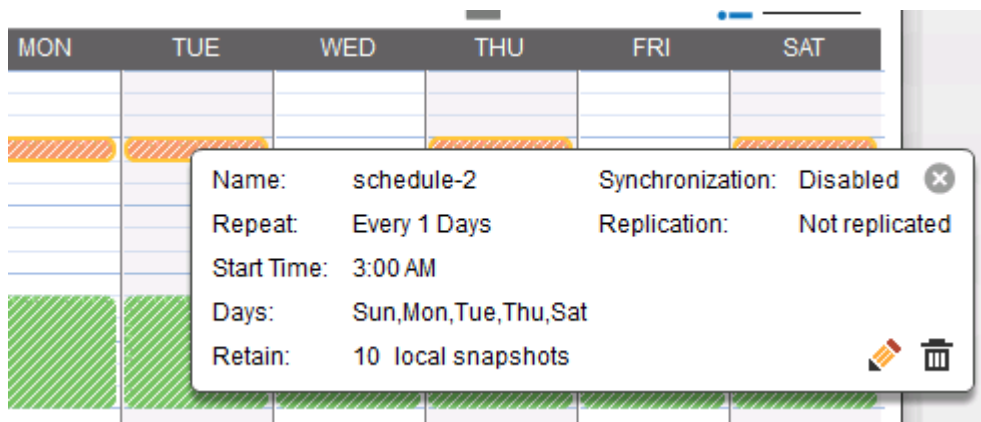 MON TUE WED THU FRI SAT
Name: schedule-2 Synchronization: Disabled
Repeat: Every 1 Days Replication: Not replicated
Start Time: 3:00 AM
Days: Sun,Mon,Tue,Thu,Sat
Retain: 10 local snapshots